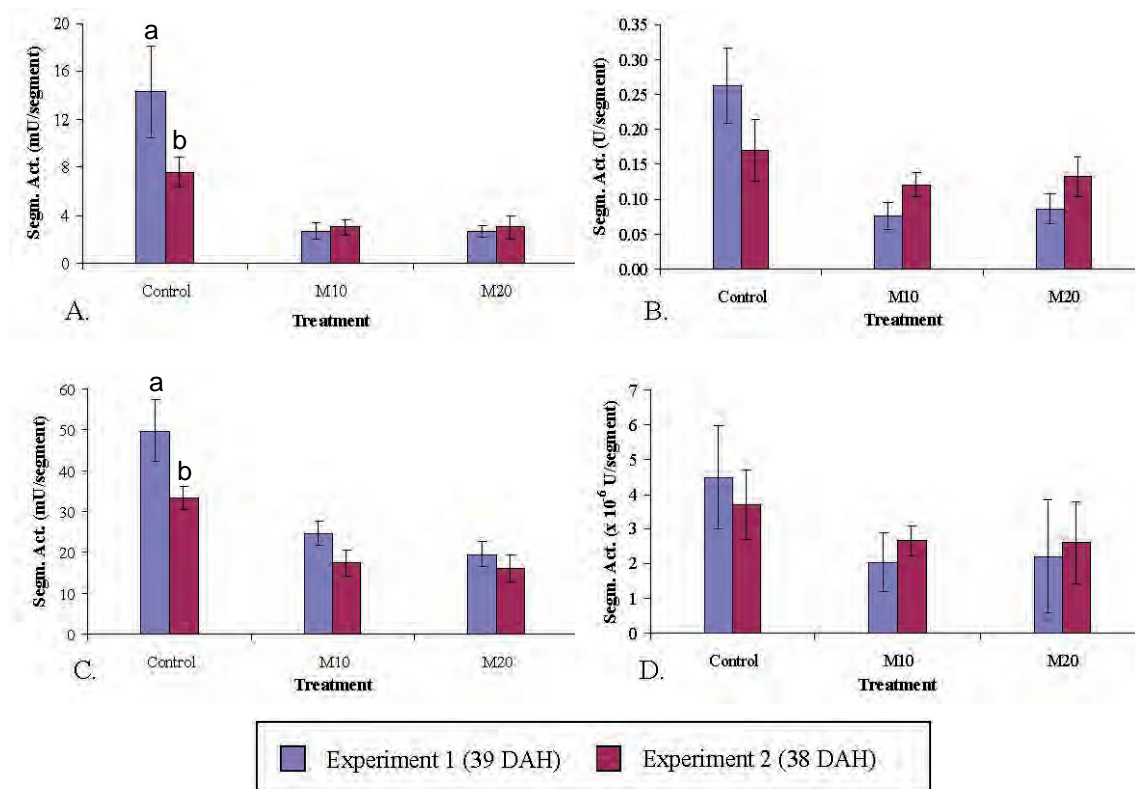 Segm. Act. (mU/segment)
20
16
12
8
4
0
a
b
Control
M10
M20
Treatment
A.
Segm. Act. (U/segment)
0.35
0.30
0.25
0.20
0.15
0.10
0.05
0.00
Control
M10
M20
Treatment
B.
Segm. Act. (mU/segment)
60
50
40
30
20
10
0
a
b
Control
M10
M20
Treatment
C.
Segm. Act. (x 10⁻⁶ U/segment)
7
6
5
4
3
2
1
0
Control
M10
M20
Treatment
D.
Experiment 1 (39 DAH)
Experiment 2 (38 DAH)